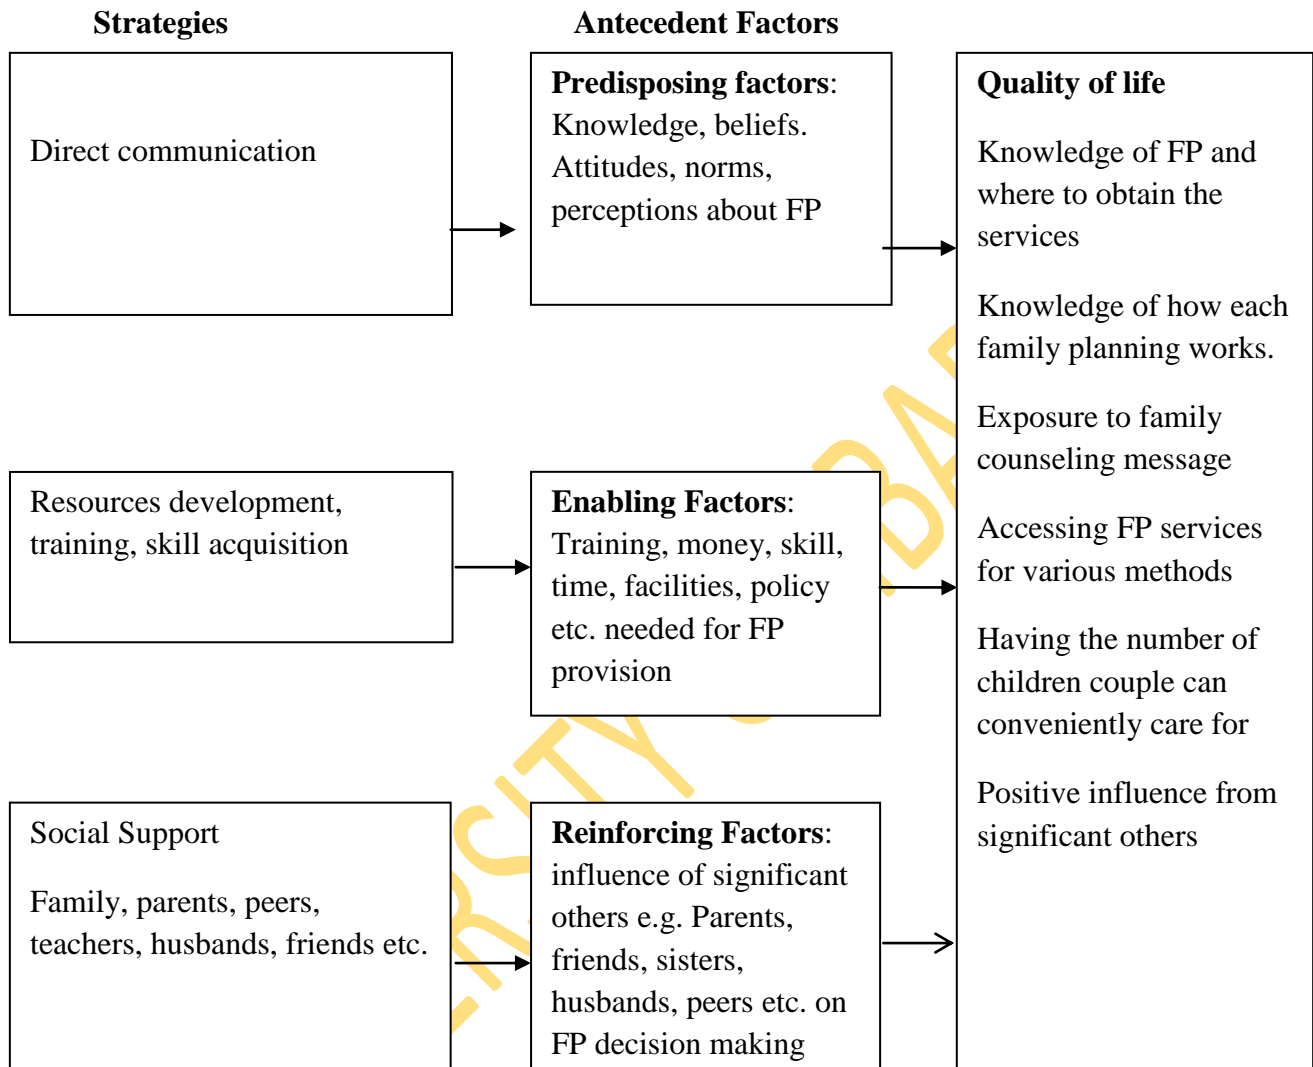 Strategies
Antecedent Factors
Direct communication
Predisposing factors:
Knowledge, beliefs.
Attitudes, norms,
perceptions about FP
Quality of life
Knowledge of FP and
where to obtain the
services
Knowledge of how each
family planning works.
Exposure to family
counseling message
Accessing FP services
for various methods
Having the number of
children couple can
conveniently care for
Positive influence from
significant others
Resources development,
training, skill acquisition
Enabling Factors:
Training, money, skill,
time, facilities, policy
etc. needed for FP
provision
Social Support
Family, parents, peers,
teachers, husbands, friends etc.
Reinforcing Factors:
influence of significant
others e.g. Parents,
friends, sisters,
husbands, peers etc. on
FP decision making